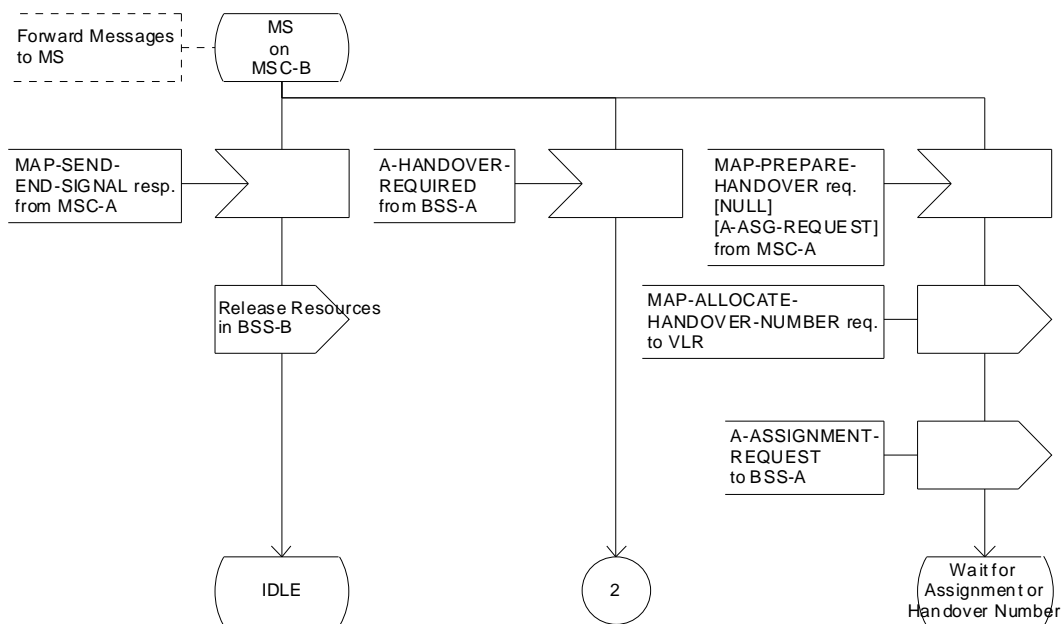 Forward Messages
to MS
MS
on
MSC-B
MAP-SEND-
END-SIGNAL resp.
from MSC-A
A-HANDOVER-
REQUIRED
from BSS-A
MAP-PREPARE-
HANDOVER req.
[NULL]
[A-ASG-REQUEST]
from MSC-A
Release Resources
in BSS-B
MAP-ALLOCATE-
HANDOVER-NUMBER req.
to VLR
A-ASSIGNMENT-
REQUEST
to BSS-A
IDLE
2
Wait for
Assignment or
Handover Number